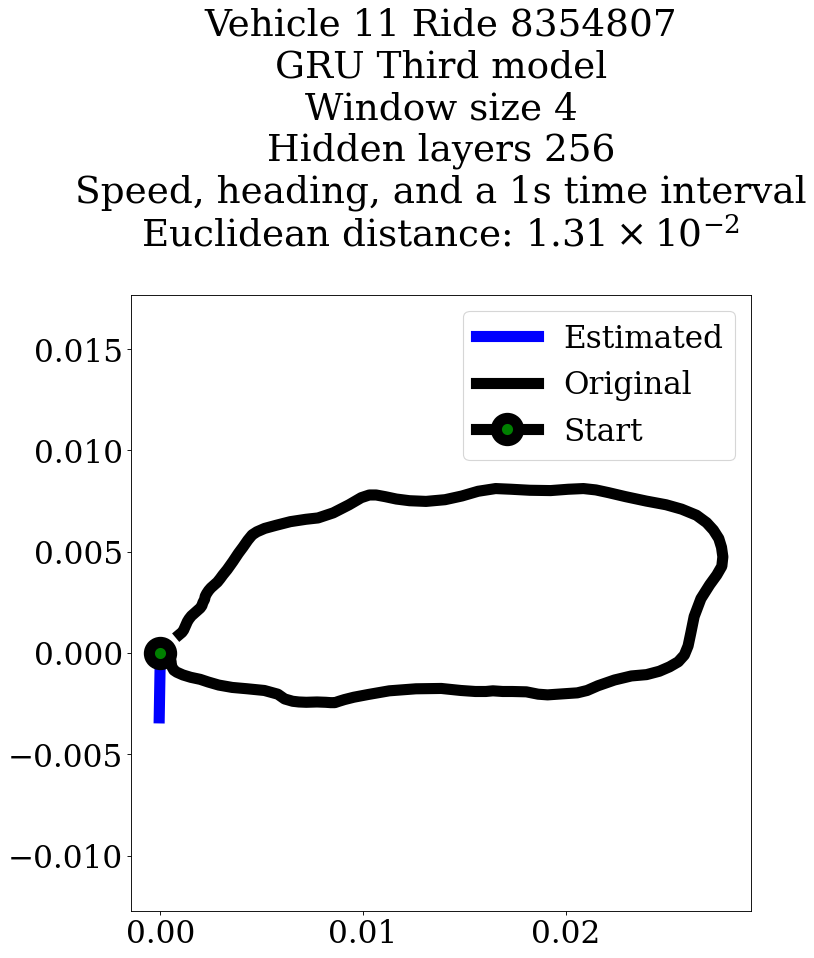 Vehicle 11 Ride 8354807
GRU Third model
Window size 4
Hidden layers 256
Speed, heading, and a 1s time interval
Euclidean distance: 1.31 × 10⁻²
Estimated
Original
Start
0.015
0.010
0.005
0.000
−0.005
−0.010
0.00 0.01 0.02